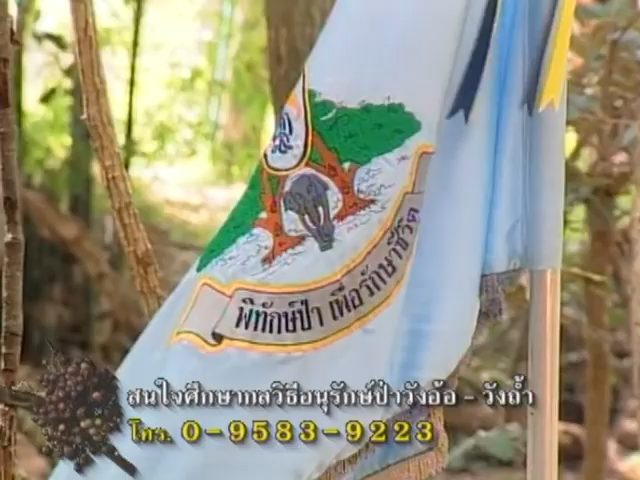 พิทักษ์ป่า เพื่อรักษาชีวิต
สนใจศึกษากลวิธีอนุรักษ์ป่าวังอ้อ - วังถ้ำ
โทร. 0-9583-9223